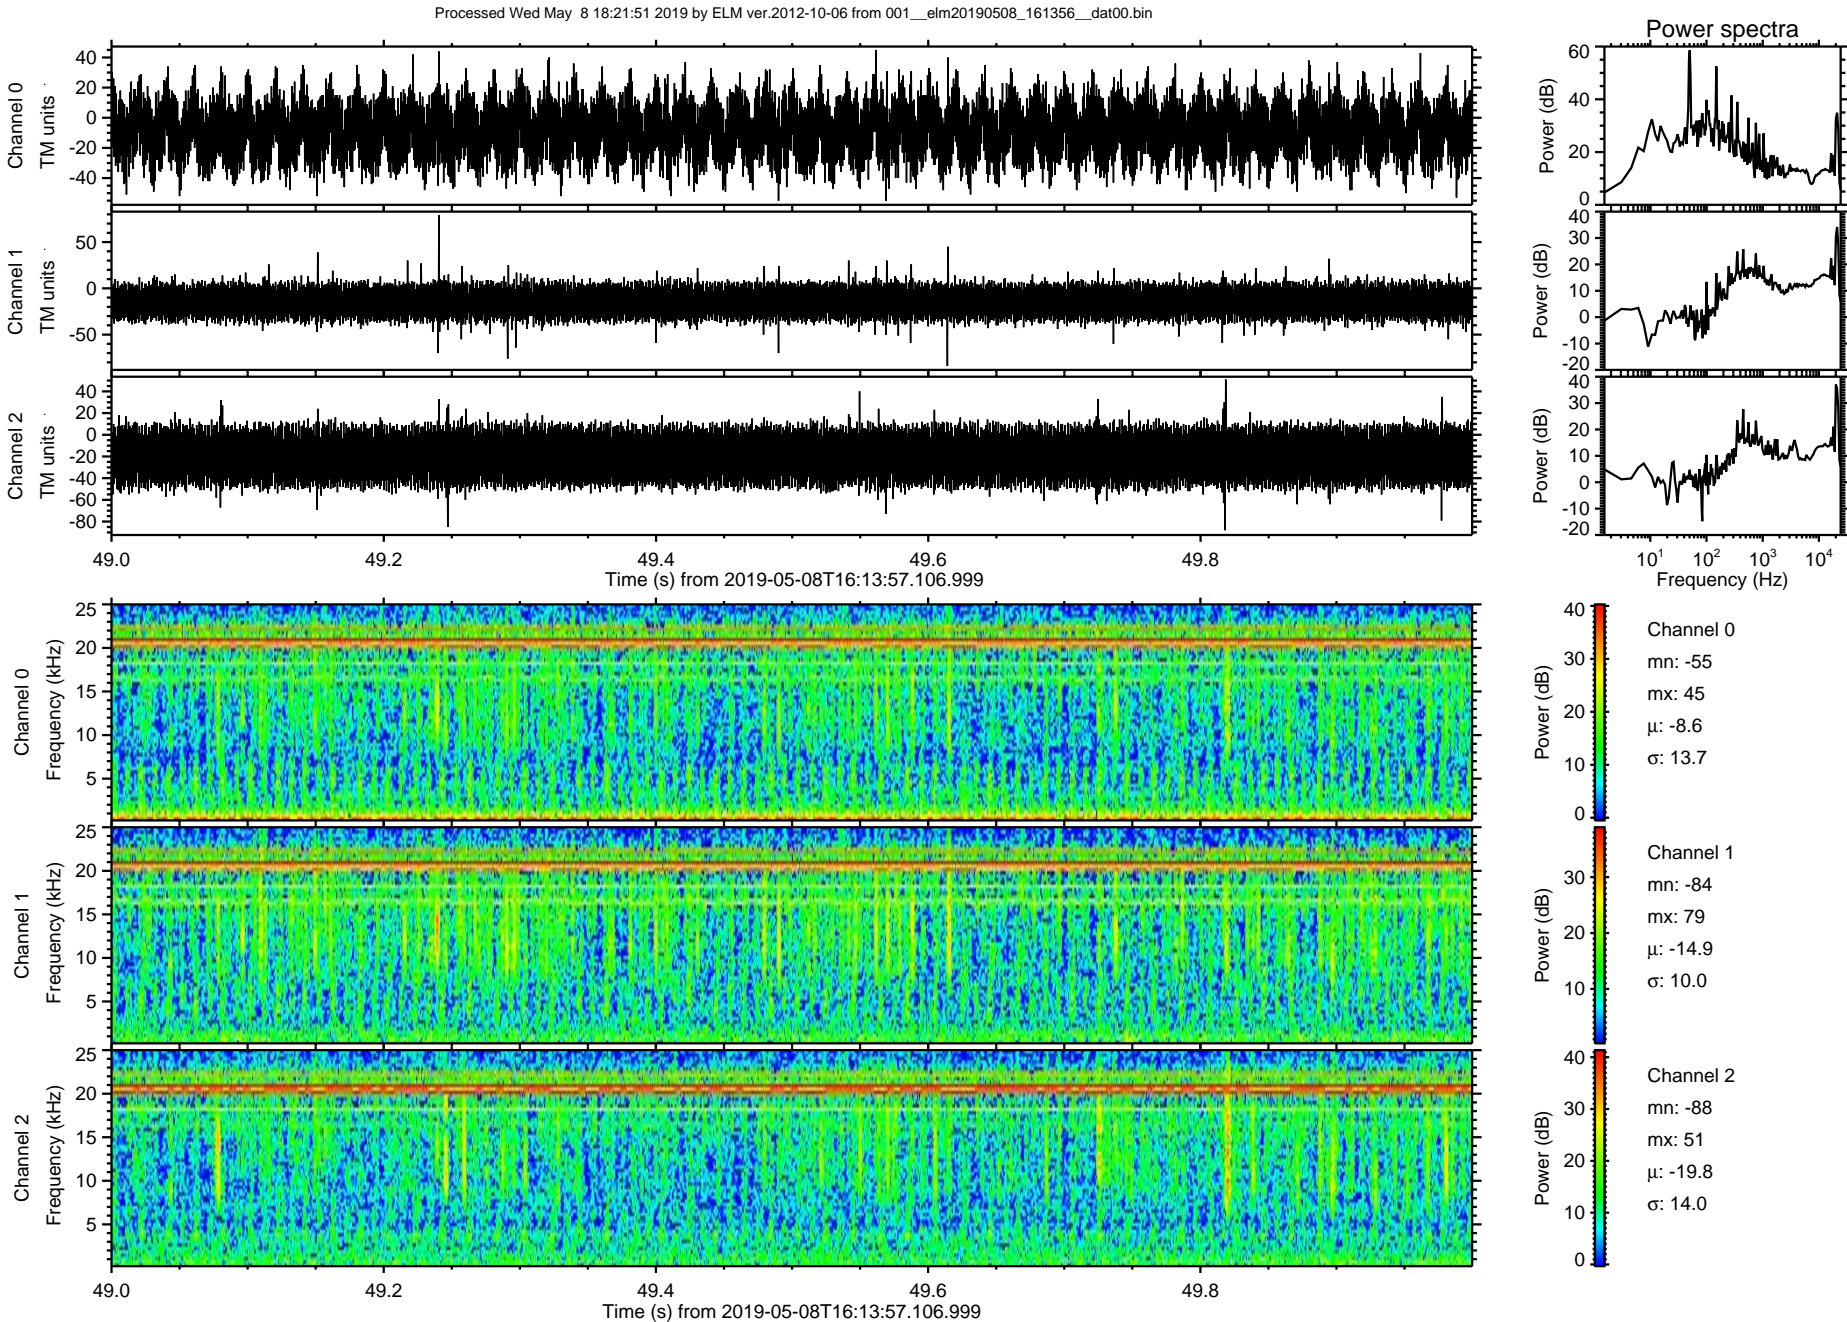 Processed Wed May  8 18:21:51 2019 by ELM ver.2012-10-06 from 001__elm20190508_161356__dat00.bin
Power spectra
Channel 0
TM units
40
20
0
-20
-40
Power (dB)
60
40
20
0
Channel 1
TM units
50
0
-50
Power (dB)
40
30
20
10
0
-10
-20
Channel 2
TM units
40
20
0
-20
-40
-60
-80
Power (dB)
40
30
20
10
0
-10
-20
49.0 49.2 49.4 49.6 49.8
Time (s) from 2019-05-08T16:13:57.106.999
10^1 10^2 10^3 10^4
Frequency (Hz)
Channel 0
Frequency (kHz)
25
20
15
10
5
Power (dB)
40
30
20
10
0
Channel 0
mn: -55
mx: 45
μ: -8.6
σ: 13.7
Channel 1
Frequency (kHz)
25
20
15
10
5
Power (dB)
30
20
10
Channel 1
mn: -84
mx: 79
μ: -14.9
σ: 10.0
Channel 2
Frequency (kHz)
25
20
15
10
5
Power (dB)
40
30
20
10
0
Channel 2
mn: -88
mx: 51
μ: -19.8
σ: 14.0
49.0 49.2 49.4 49.6 49.8
Time (s) from 2019-05-08T16:13:57.106.999